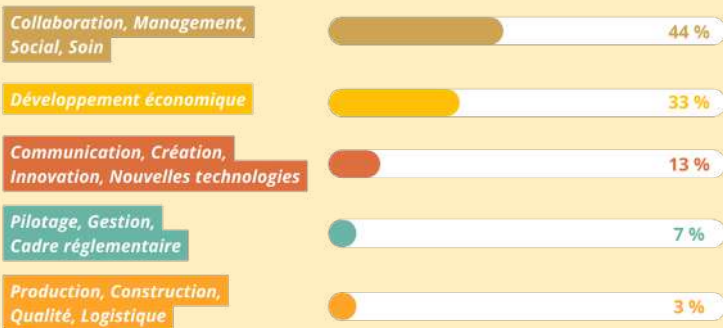 Collaboration, Management,
Social, Soin
44 %
Développement économique
33 %
Communication, Création,
Innovation, Nouvelles technologies
13 %
Pilotage, Gestion,
Cadre réglementaire
7 %
Production, Construction,
Qualité, Logistique
3 %